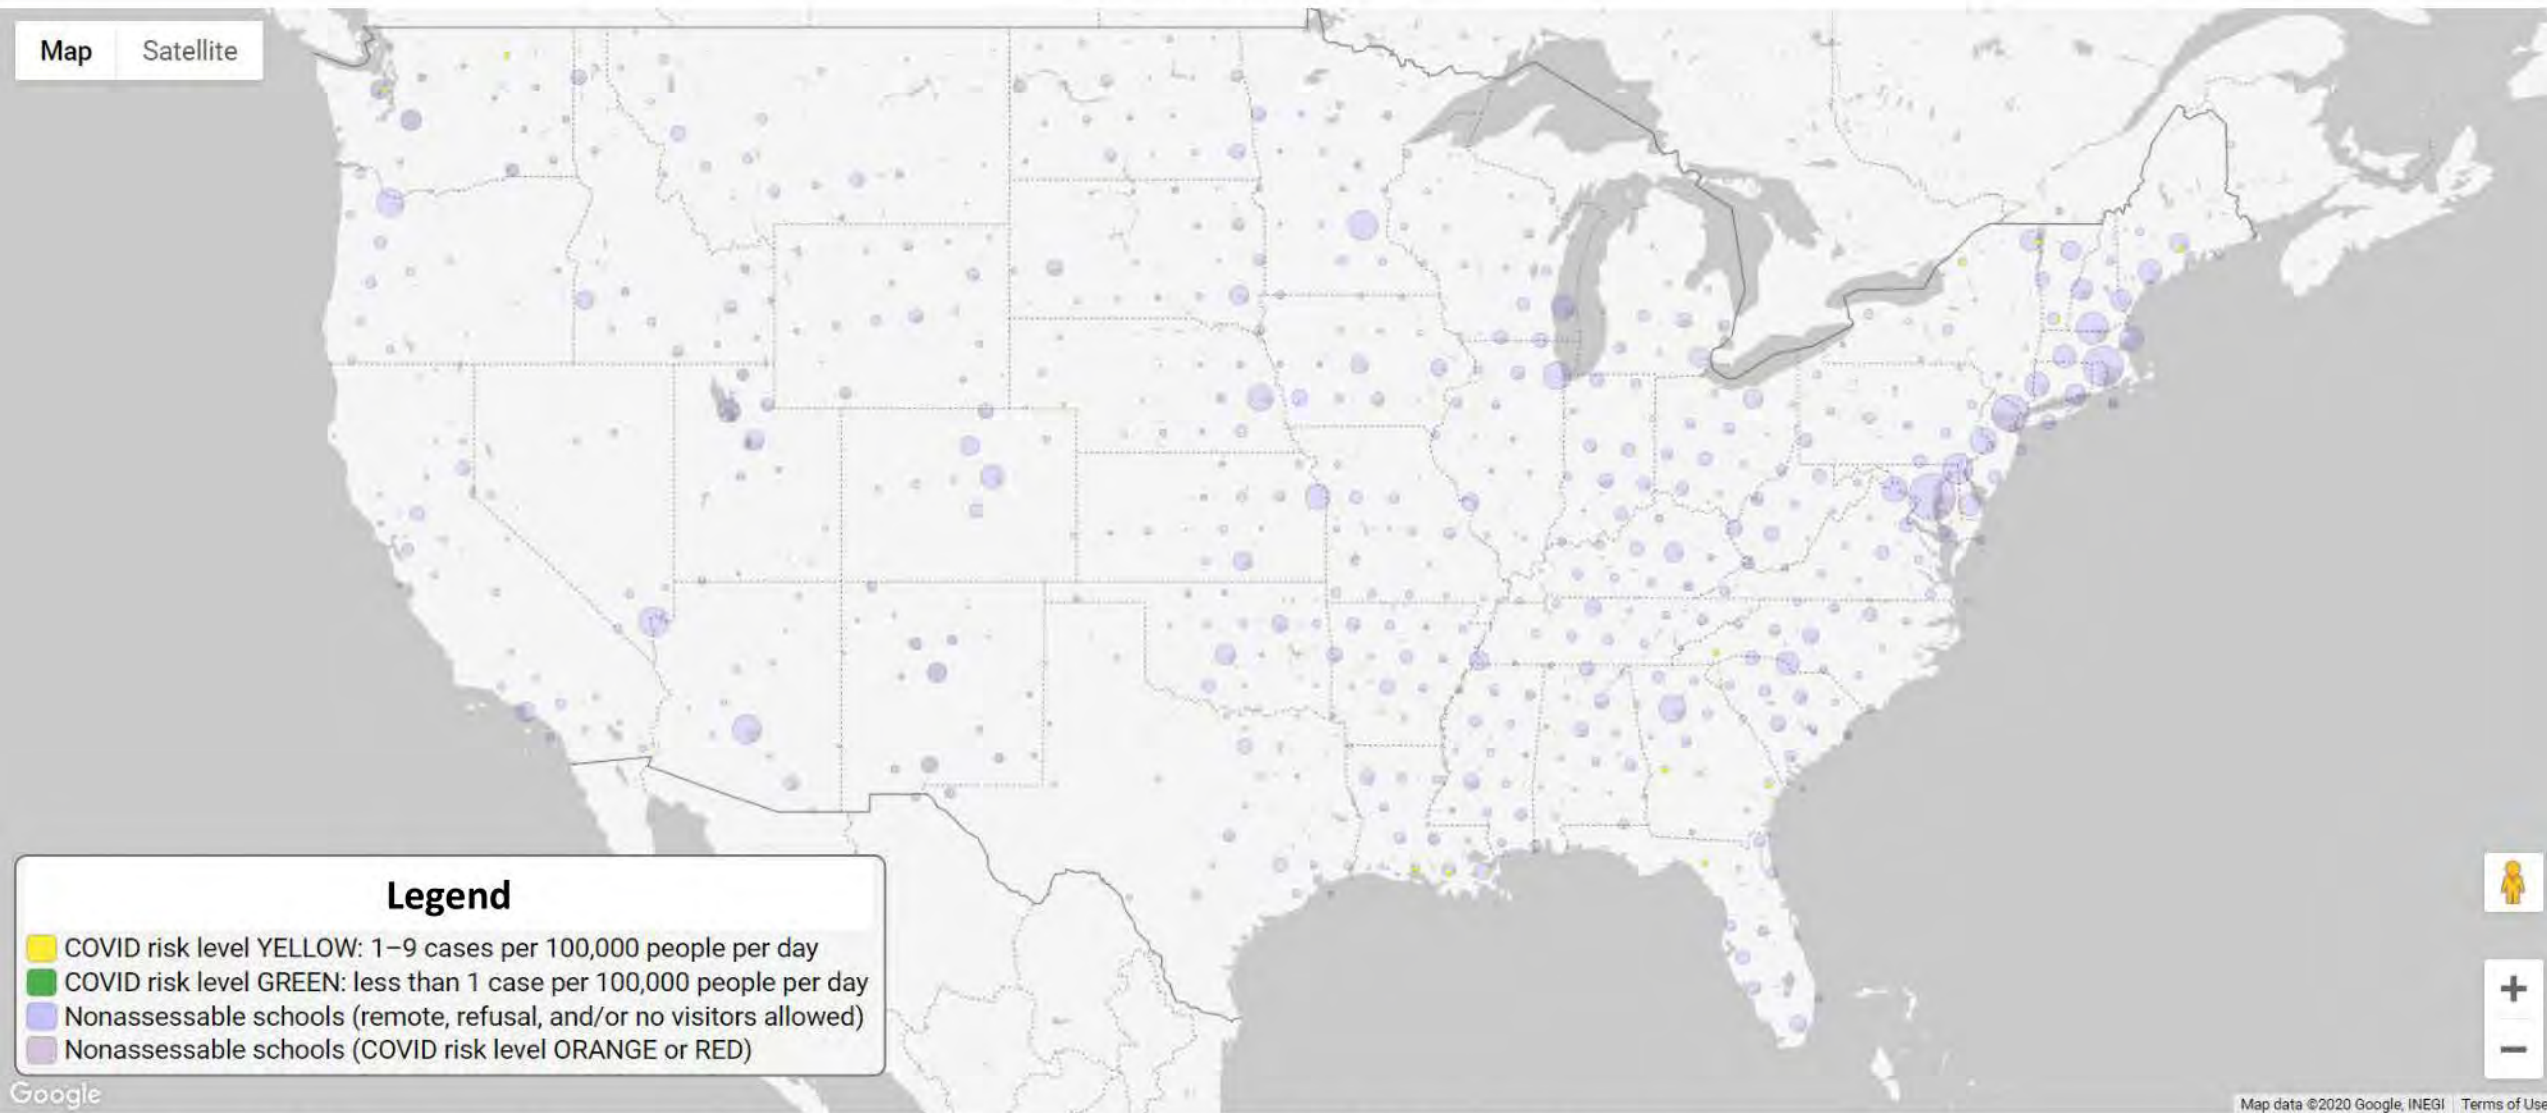 Map Satellite
Legend
COVID risk level YELLOW: 1–9 cases per 100,000 people per day
COVID risk level GREEN: less than 1 case per 100,000 people per day
Nonassessable schools (remote, refusal, and/or no visitors allowed)
Nonassessable schools (COVID risk level ORANGE or RED)
+
−
Google
Map data ©2020 Google, INEGI Terms of Use